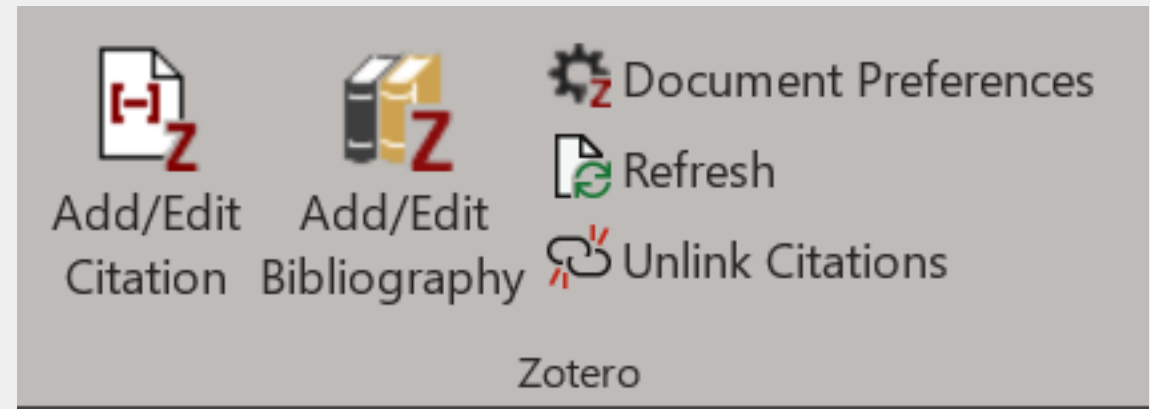 Add/Edit
Citation
Add/Edit
Bibliography
Document Preferences
Refresh
Unlink Citations
Zotero